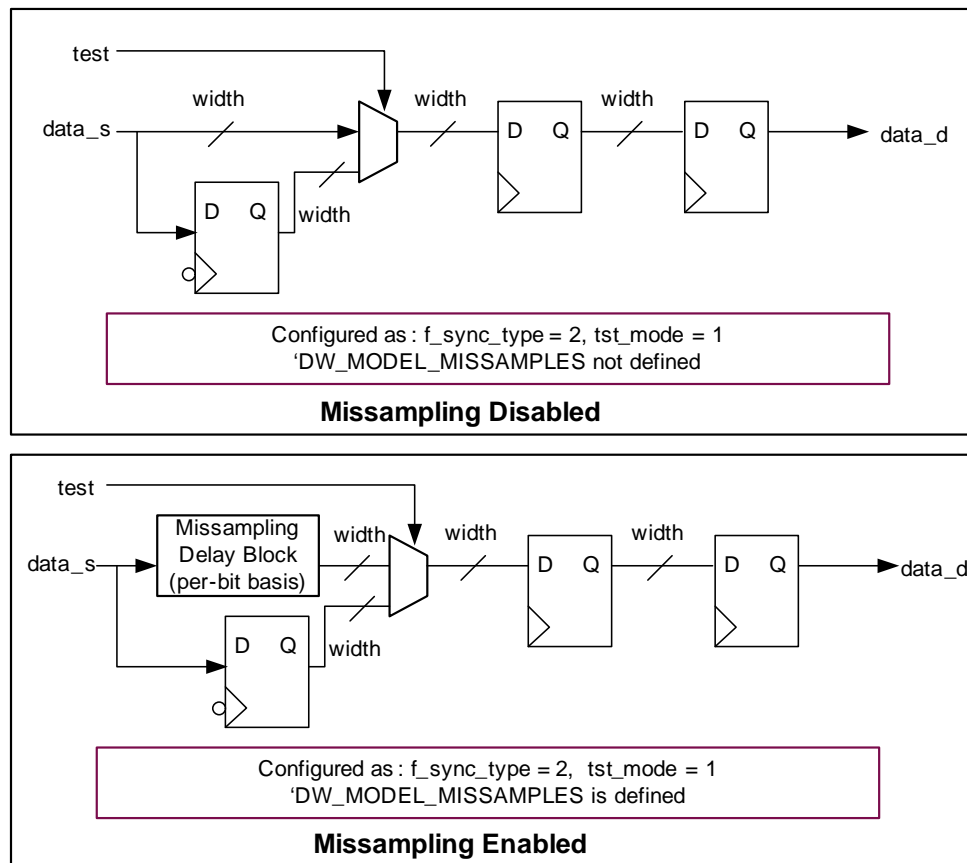 test
width
width
width
data_s
D Q
D Q
data_d
D Q
width
Configured as: f_sync_type = 2, tst_mode = 1
‘DW_MODEL_MISSAMPLES not defined
Missampling Disabled
test
Missampling
Delay Block
(per-bit basis)
width
width
width
data_s
D Q
D Q
data_d
D Q
width
Configured as: f_sync_type = 2, tst_mode = 1
‘DW_MODEL_MISSAMPLES is defined
Missampling Enabled